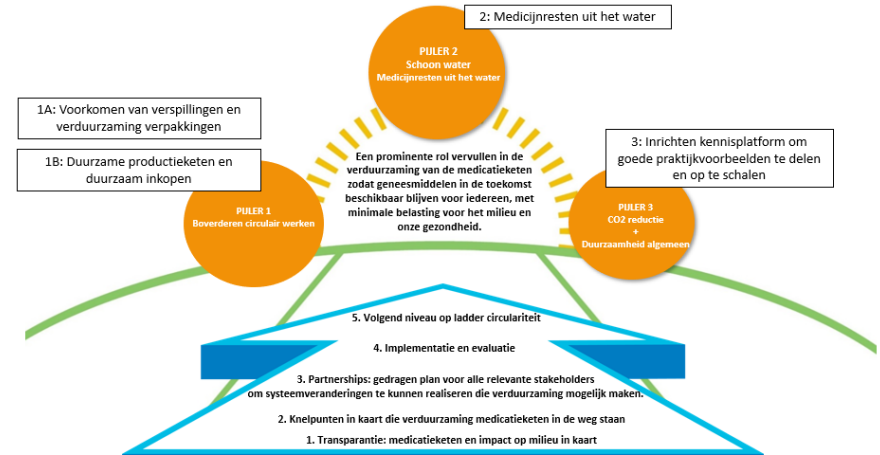 2: Medicijnresten uit het water
PIJLER 2
Schoon water
Medicijnresten uit het water
1A: Voorkomen van verspillingen en
verduurzaming verpakkingen
1B: Duurzame productieketen en
duurzaam inkopen
3: Inrichten kennisplatform om
goede praktijkvoorbeelden te delen
en op te schalen
Een prominente rol vervullen in de
verduurzaming van de medicatieketen
zodat geneesmiddelen in de toekomst
beschikbaar blijven voor iedereen, met
minimale belasting voor het milieu en
onze gezondheid.
PIJLER 1
Boverderen circulair werken
PIJLER 3
CO2 reductie
+
Duurzaamheid algemeen
5. Volgend niveau op ladder circulariteit
4. Implementatie en evaluatie
3. Partnerships: gedragen plan voor alle relevante stakeholders
om systeemveranderingen te kunnen realiseren die verduurzaming mogelijk maken.
2. Knelpunten in kaart die verduurzaming medicatieketen in de weg staan
1. Transparantie: medicatieketen en impact op milieu in kaart